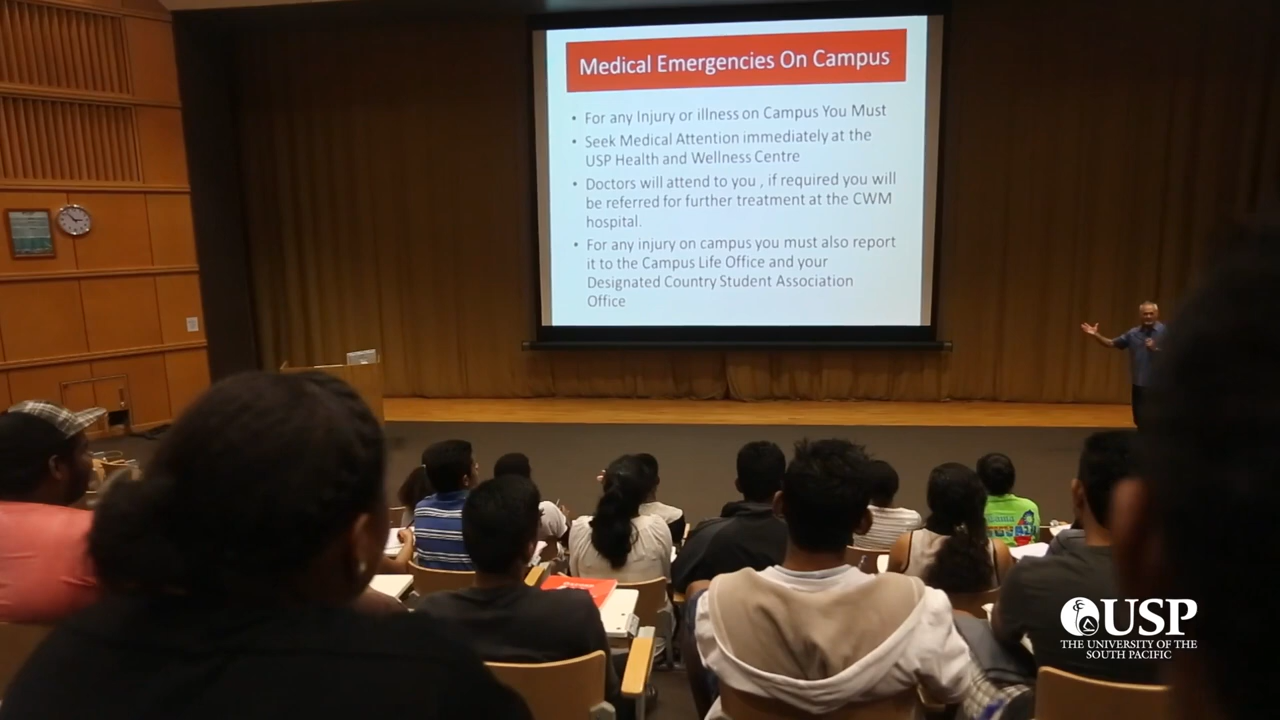 Medical Emergencies On Campus
• For any Injury or illness on Campus You Must
• Seek Medical Attention immediately at the
USP Health and Wellness Centre
• Doctors will attend to you , if required you will
be referred for further treatment at the CWM
hospital.
• For any injury on campus you must also report
it to the Campus Life Office and your
Designated Country Student Association
Office
USP
THE UNIVERSITY OF THE
SOUTH PACIFIC